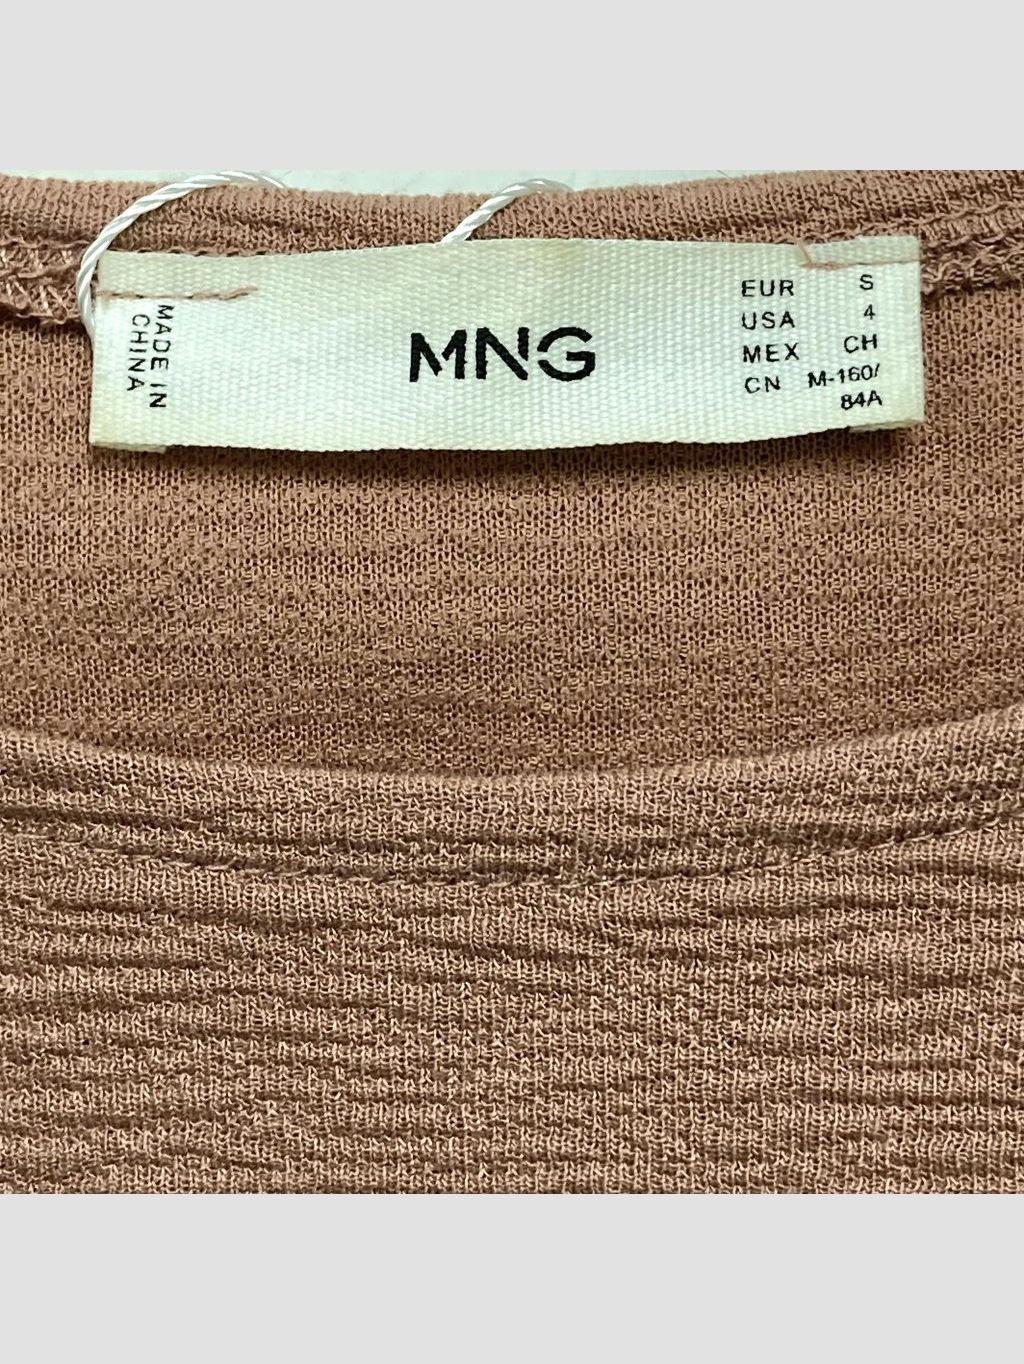 MADE IN
CHINA
MNG
EUR S
USA 4
MEX CH
CN M-160/
84A